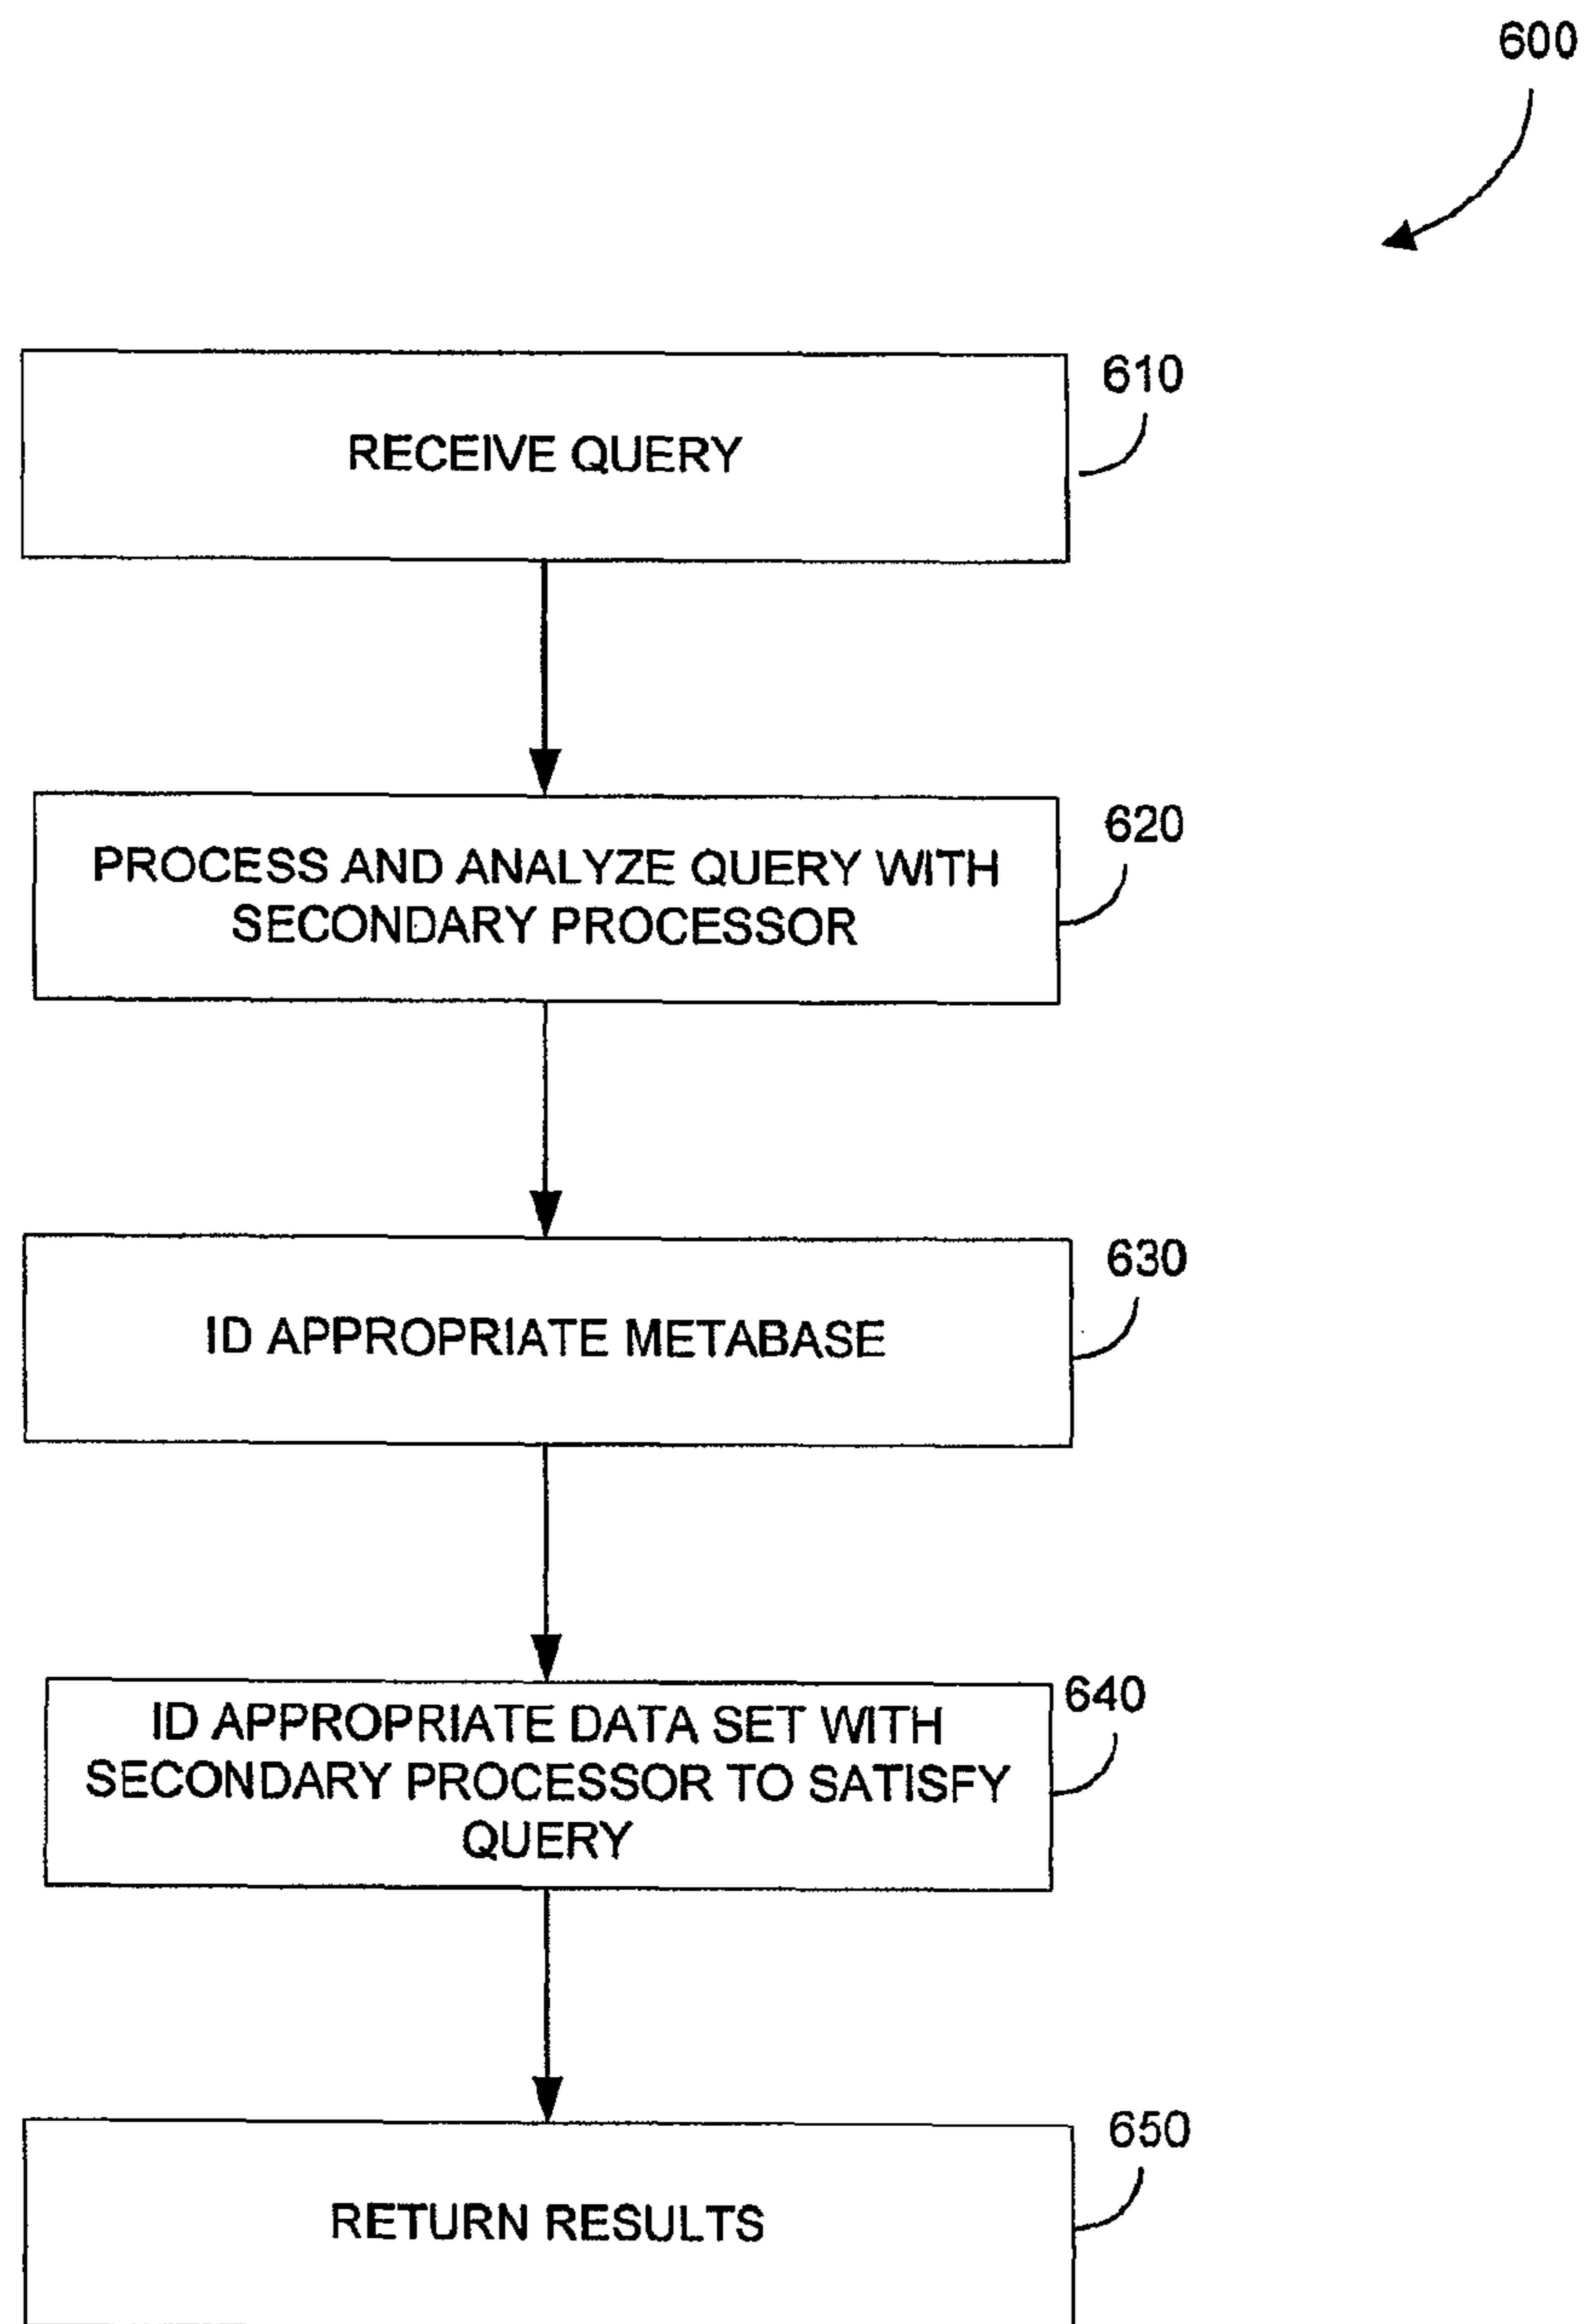 600
RECEIVE QUERY
610
PROCESS AND ANALYZE QUERY WITH
SECONDARY PROCESSOR
620
ID APPROPRIATE METABASE
630
ID APPROPRIATE DATA SET WITH
SECONDARY PROCESSOR TO SATISFY
QUERY
640
RETURN RESULTS
650